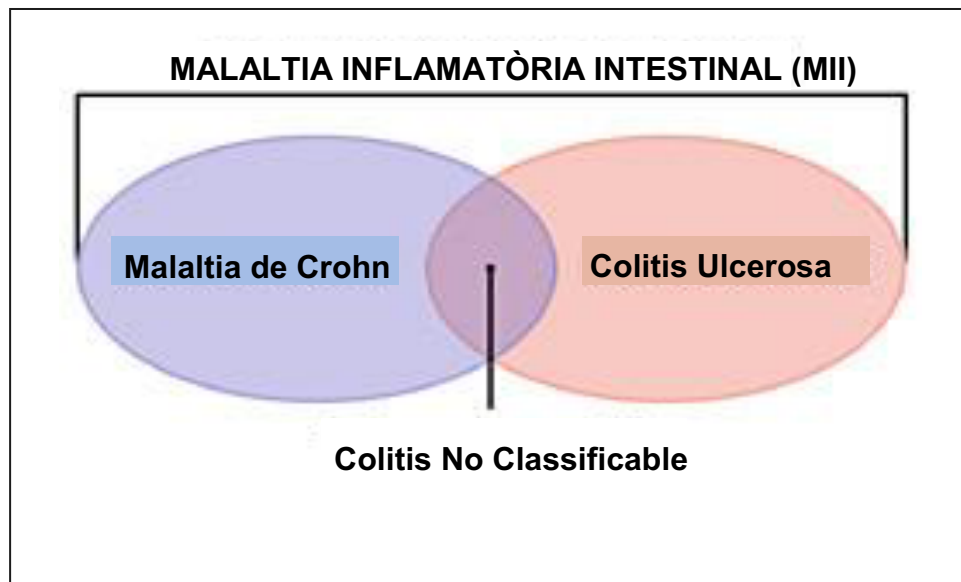 MALALTIA INFLAMATÒRIA INTESTINAL (MII)
Malaltia de Crohn
Colitis Ulcerosa
Colitis No Classificable